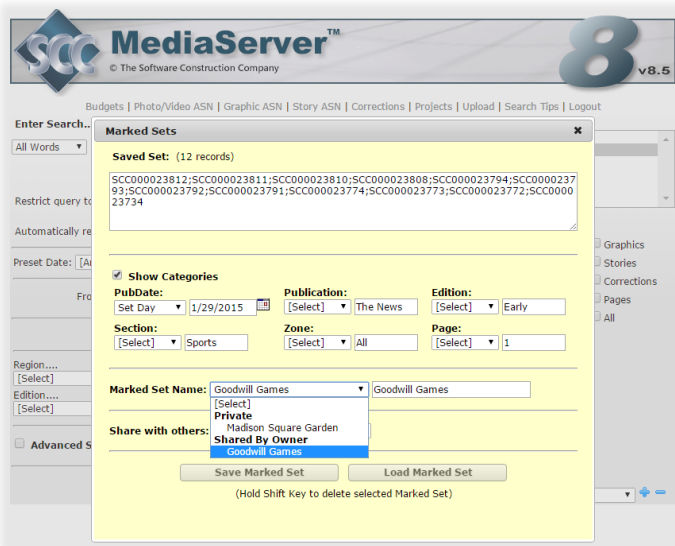 SCC
MediaServer™
© The Software Construction Company
8
v8.5
Budgets | Photo/Video ASN | Graphic ASN | Story ASN | Corrections | Projects | Upload | Search Tips | Logout
Enter Search..
All Words
Restrict query to
Automatically re
Preset Date:
Fro
Region....
[Select]
Edition....
[Select]
Advanced S
Graphics
Stories
Corrections
Pages
All
Marked Sets
Saved Set: (12 records)
SCC000023812;SCC000023811;SCC000023810;SCC000023808;SCC000023794;SCC0000237
93;SCC000023792;SCC000023791;SCC000023774;SCC000023773;SCC000023772;SCC0000
23734
Show Categories
PubDate: Publication: Edition:
Set Day 1/29/2015 [Select] The News [Select] Early
Section: Zone: Page:
[Select] Sports [Select] All [Select] 1
Marked Set Name: Goodwill Games Goodwill Games
[Select]
Private
Madison Square Garden
Share with others: Shared By Owner
Goodwill Games
Save Marked Set Load Marked Set
(Hold Shift Key to delete selected Marked Set)